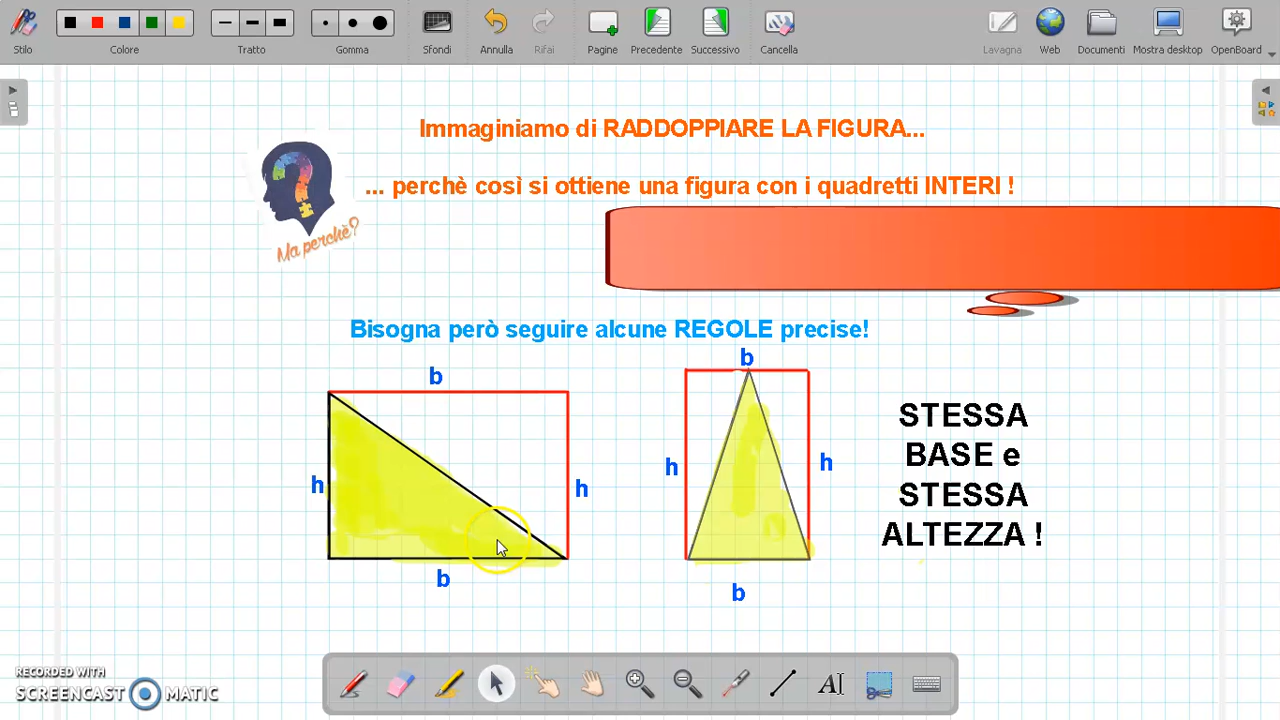 Stilo
Colore
Tratto
Gomma
Sfondi
Annulla
Rifai
Pagine
Precedente
Successivo
Cancella
Lavagna
Web
Documenti
Mostra desktop
OpenBoard
Immaginiamo di RADDOPPIARE LA FIGURA...
... perchè così si ottiene una figura con i quadretti INTERI !
Ma perchè?
Bisogna però seguire alcune REGOLE precise!
b
b
h
h
h
h
b
b
STESSA
BASE e
STESSA
ALTEZZA !
RECORDED WITH
SCREENCAST MATIC
AI